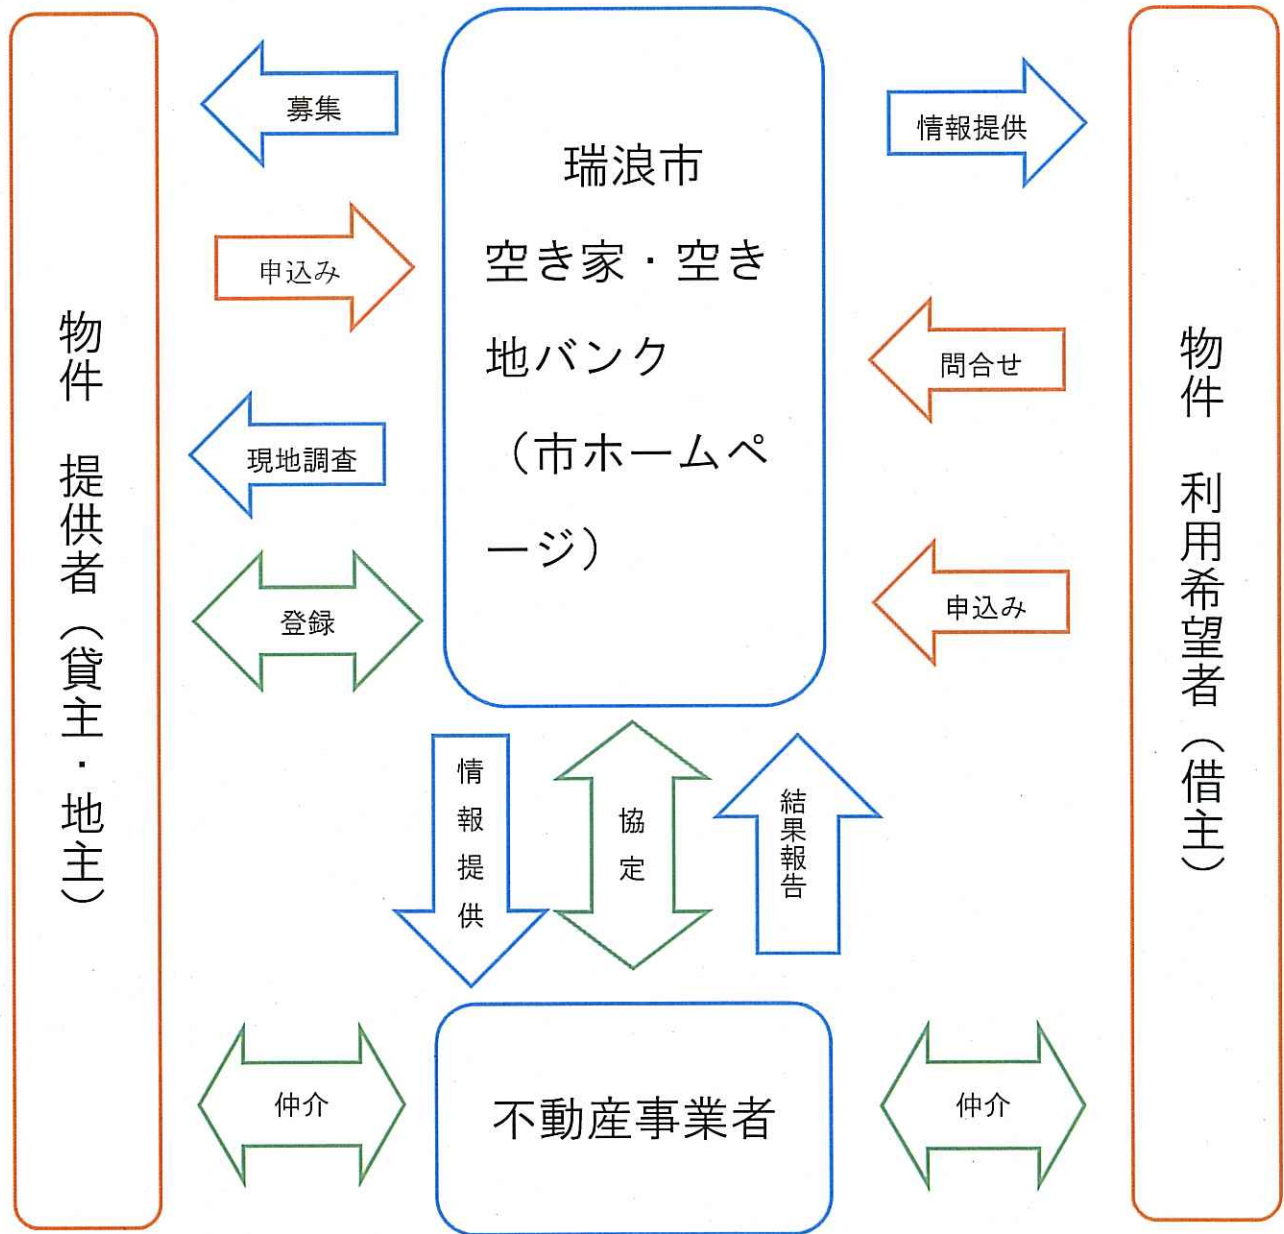 物件　提供者（貸主・地主）
募集
申込み
現地調査
登録
瑞浪市
空き家・空き
地バンク
（市ホームペ
ージ）
情報提供
問合せ
申込み
物件　利用希望者（借主）
情報提供
協定
結果報告
仲介
不動産事業者
仲介